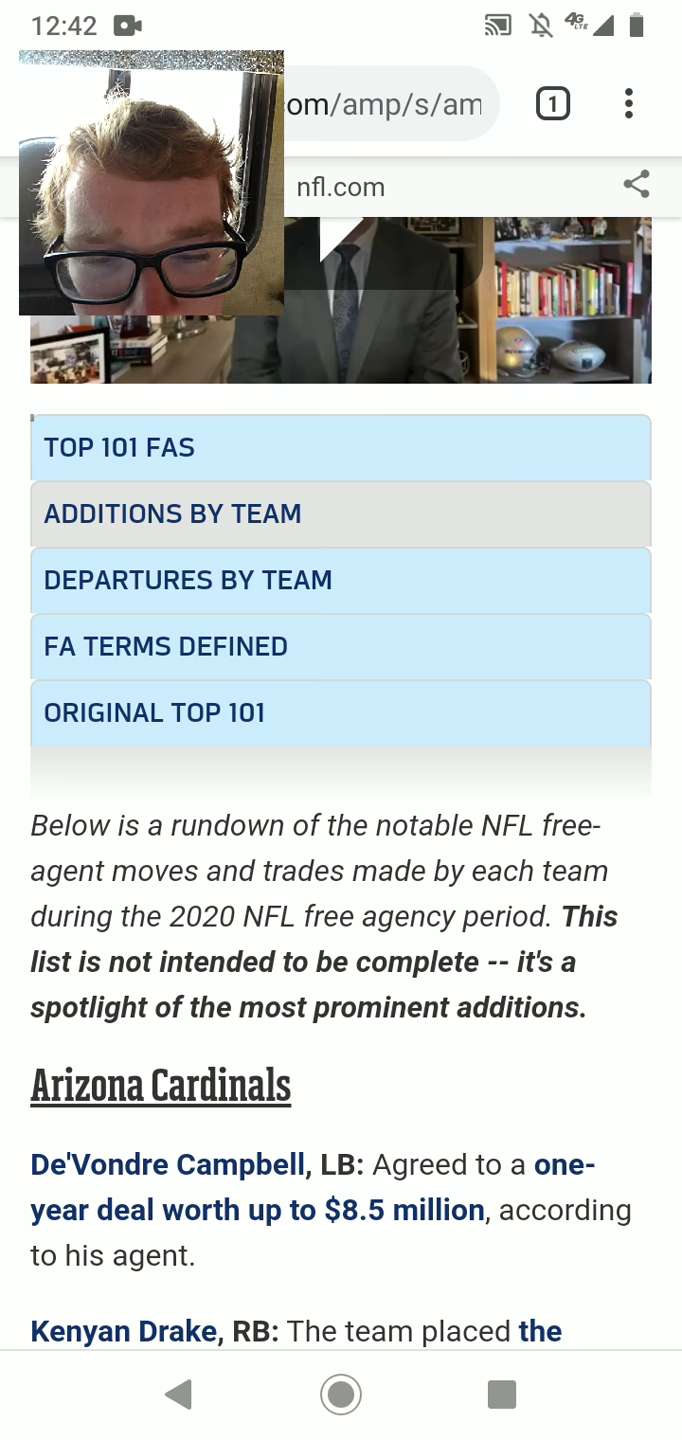 12:42
4G
LTE
com/amp/s/am
1
nfl.com
TOP 101 FAS
ADDITIONS BY TEAM
DEPARTURES BY TEAM
FA TERMS DEFINED
ORIGINAL TOP 101
Below is a rundown of the notable NFL free-
agent moves and trades made by each team
during the 2020 NFL free agency period. This
list is not intended to be complete -- it's a
spotlight of the most prominent additions.
Arizona Cardinals
De'Vondre Campbell, LB: Agreed to a one-
year deal worth up to $8.5 million, according
to his agent.
Kenyan Drake, RB: The team placed the